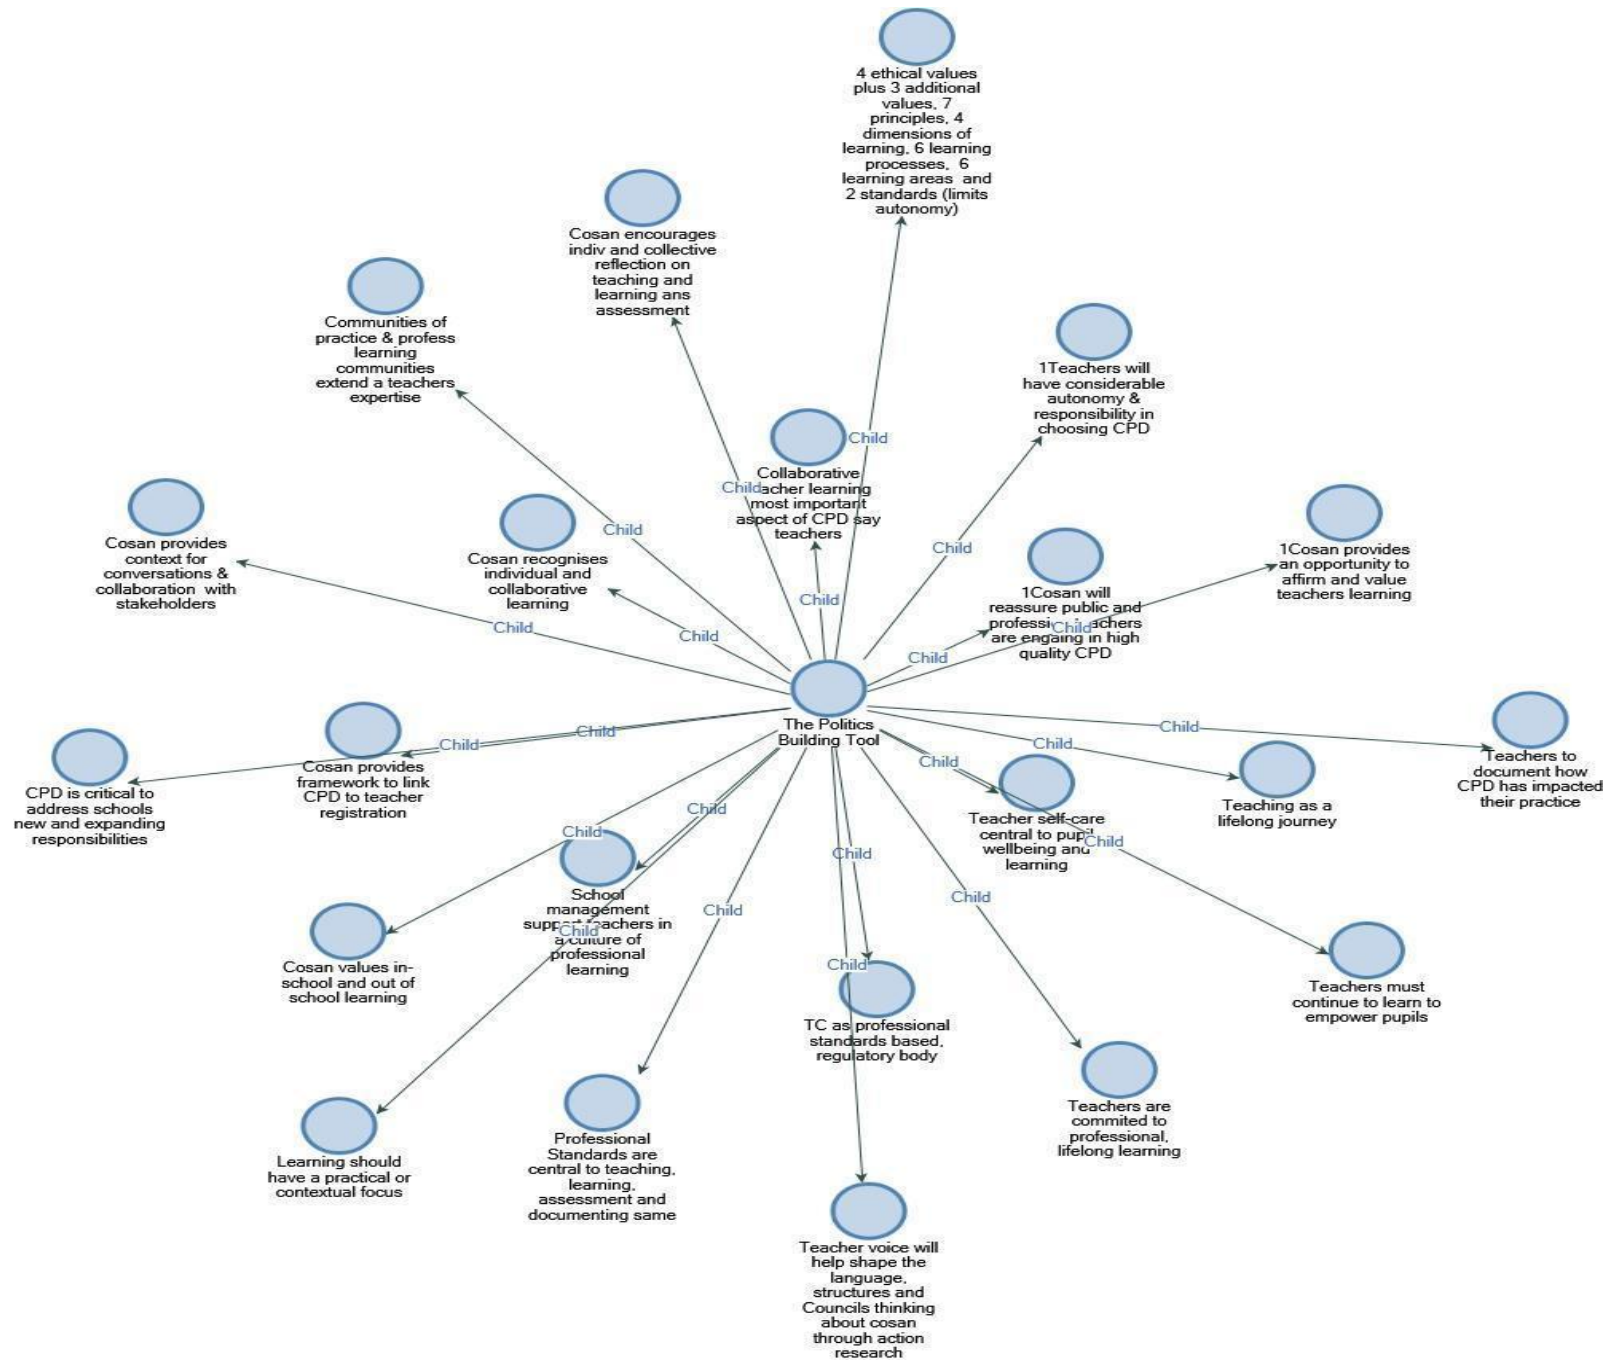 4 ethical values
plus 3 additional
values, 7
principles, 4
dimensions of
learning, 6 learning
processes, 6
learning areas and
2 standards (limits
autonomy)
Cosan encourages
indiv and collective
reflection on
teaching and
learning ans
assessment
Communities of
practice & profess
learning
communities
extend a teachers
expertise
1Teachers will
have considerable
autonomy &
responsibility in
choosing CPD
Child
Collaborative
Child
acher learning
most important
aspect of CPD say
teachers
Child
Child
Cosan provides
context for
conversations &
collaboration with
stakeholders
Cosan recognises
individual and
collaborative
learning
1Cosan provides
an opportunity to
affirm and value
teachers learning
1Cosan will
reassure public and
achers
are engaing in high
quality CPD
Child
Child
Child
Child
Child
Child
The Politics
Building Tool
Child
Child
Child
Child
Child
Cosan provides
framework to link
CPD to teacher
registration
CPD is critical to
address schools
new and expanding
responsibilities
Teachers to
document how
CPD has impacted
their practice
Teaching as a
lifelong journey
Teacher self-care
central to pupil
wellbeing and
learning
Child
Child
Child
Child
School
management
teachers in
a culture of
professional
learning
Child
Child
Child
Child
Cosan values in-
school and out of
school learning
Teachers must
continue to learn to
empower pupils
TC as professional
standards based,
regulatory body
Teachers are
commited to
professional,
lifelong learning
Learning should
have a practical or
contextual focus
Professional
Standards are
central to teaching,
learning,
assessment and
documenting same
Teacher voice will
help shape the
language,
structures and
Councils thinking
about cosan
through action
research